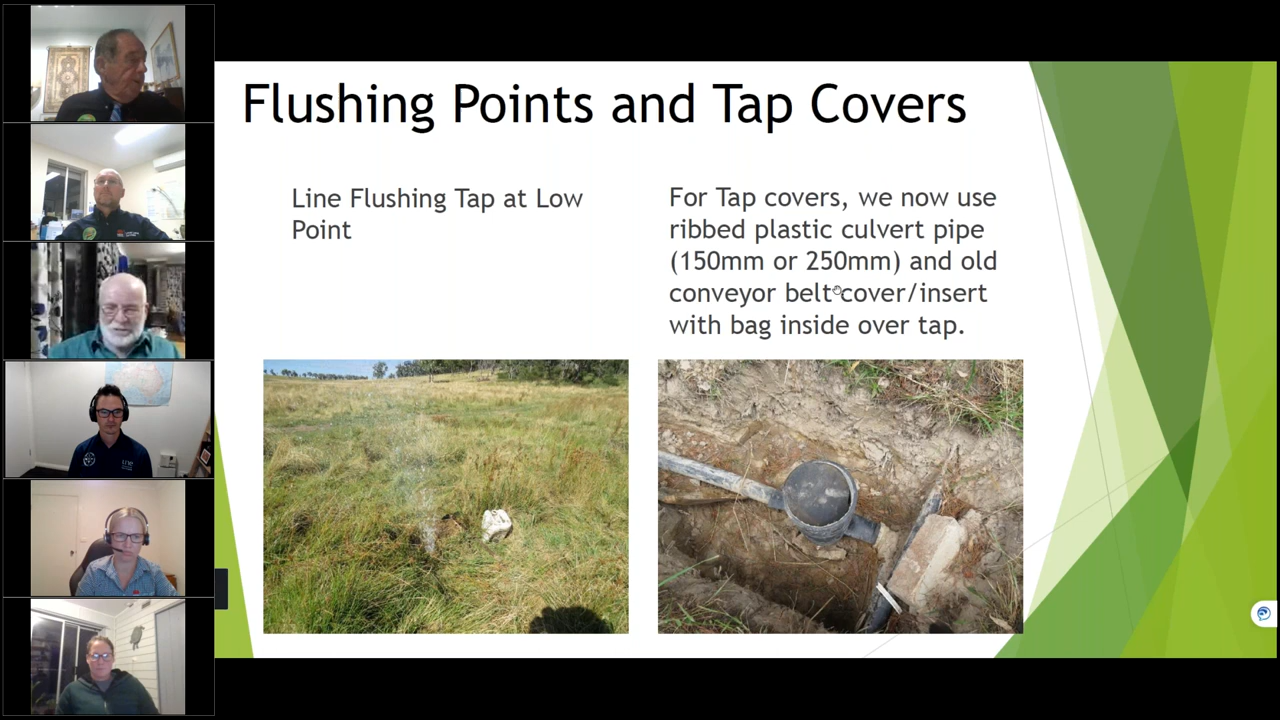 Flushing Points and Tap Covers
Line Flushing Tap at Low
Point
For Tap covers, we now use
ribbed plastic culvert pipe
(150mm or 250mm) and old
conveyor belt cover/insert
with bag inside over tap.
une